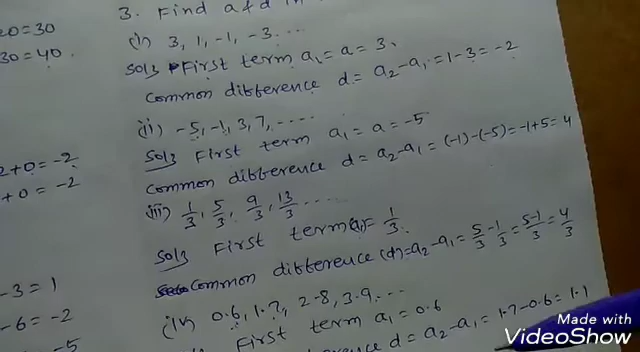 20=30
30=40
2+0=-2
+0=-2
-3=1
-6=-2
-5
3. Find a & d in
(i) 3, 1, -1, -3....
Sol: First term a₁=a=3.
Common difference d=a₂-a₁=1-3=-2
(ii) -5, -1, 3, 7, .....
Sol: First term a₁=a=-5
Common difference d=a₂-a₁=(-1)-(-5)=-1+5=4
(iii) 1/3, 5/3, 9/3, 13/3 .....
Sol: First term (a₁)=1/3.
Common difference (d)=a₂-a₁=5/3-1/3=5-1/3=4/3
(iv) 0.6, 1.7, 2.8, 3.9...
First term a₁=0.6
d=a₂-a₁=1.7-0.6=1.1
Made with
VideoShow